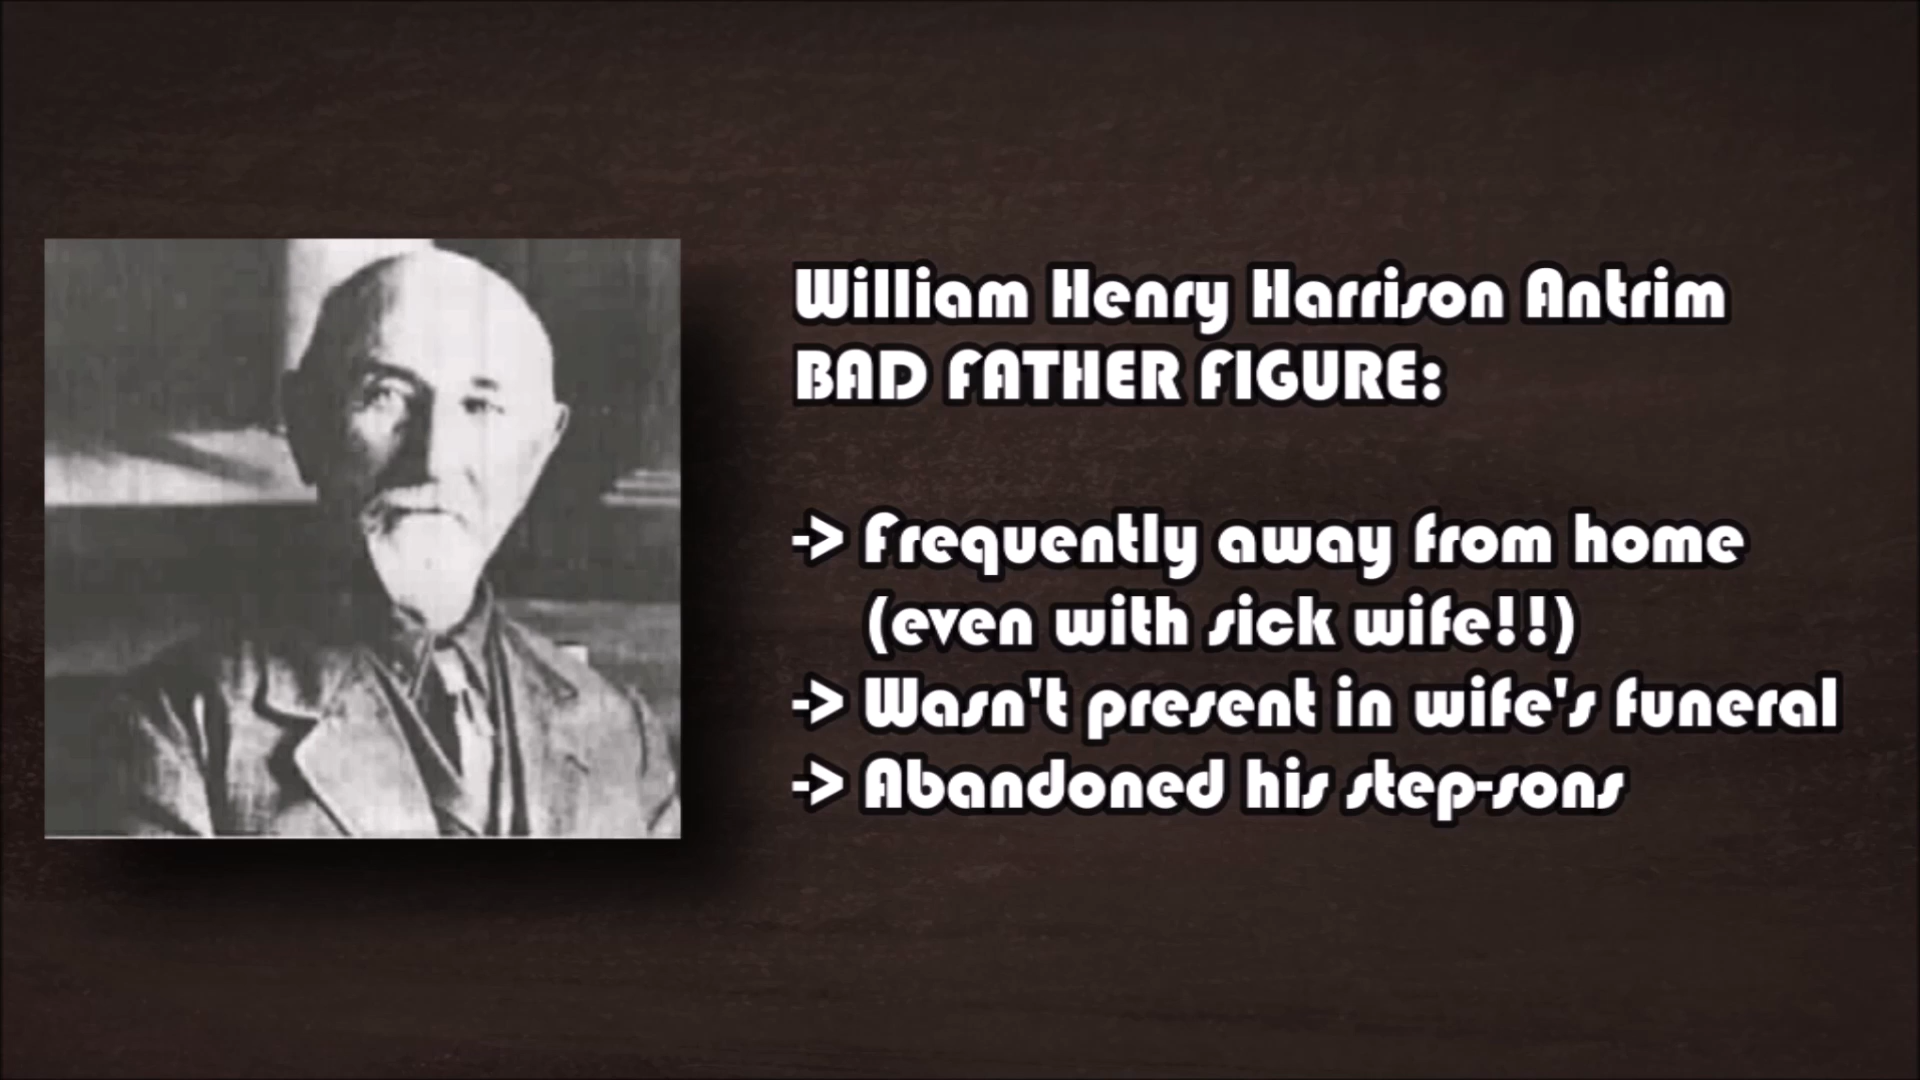 William Henry Harrison Antrim
BAD FATHER FIGURE:
-> Frequently away from home
(even with sick wife!!)
-> Wasn't present in wife's funeral
-> Abandoned his step-sons